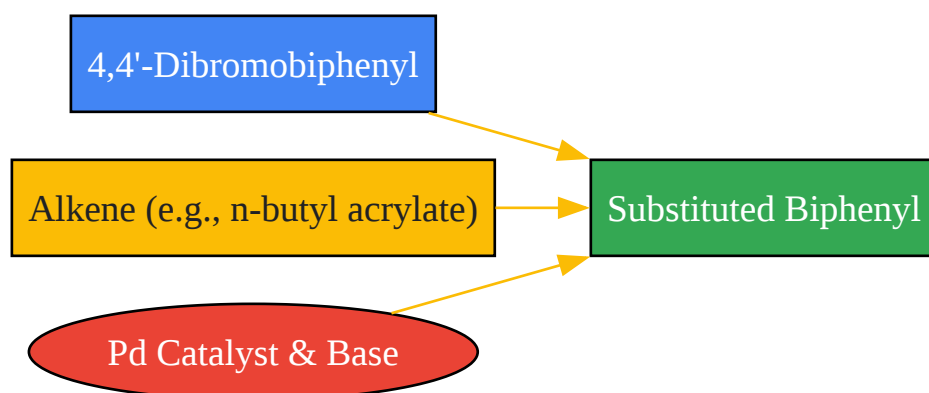 4,4'-Dibromobiphenyl
Alkene (e.g., n-butyl acrylate)
Substituted Biphenyl
Pd Catalyst & Base